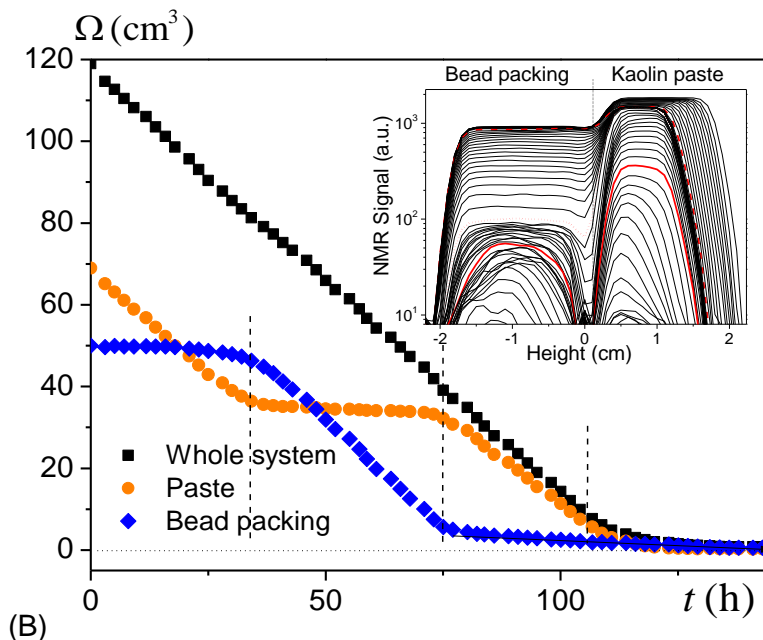 Ω (cm³)
120
100
80
60
40
20
0
Bead packing Kaolin paste
NMR Signal (a.u.)
10³
10²
10¹
-2 -1 0 1 2
Height (cm)
Whole system
Paste
Bead packing
0 50 100
t (h)
(B)